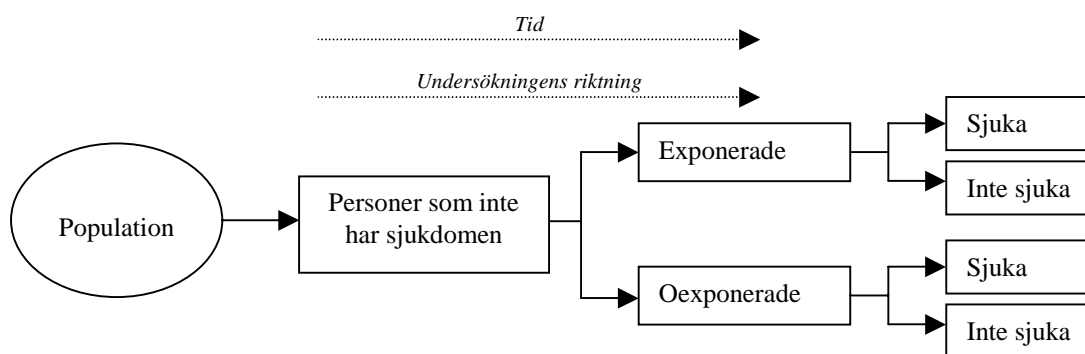 Tid
Undersökningens riktning
Population
Personer som inte
har sjukdomen
Exponerade
Sjuka
Inte sjuka
Oexponerade
Sjuka
Inte sjuka